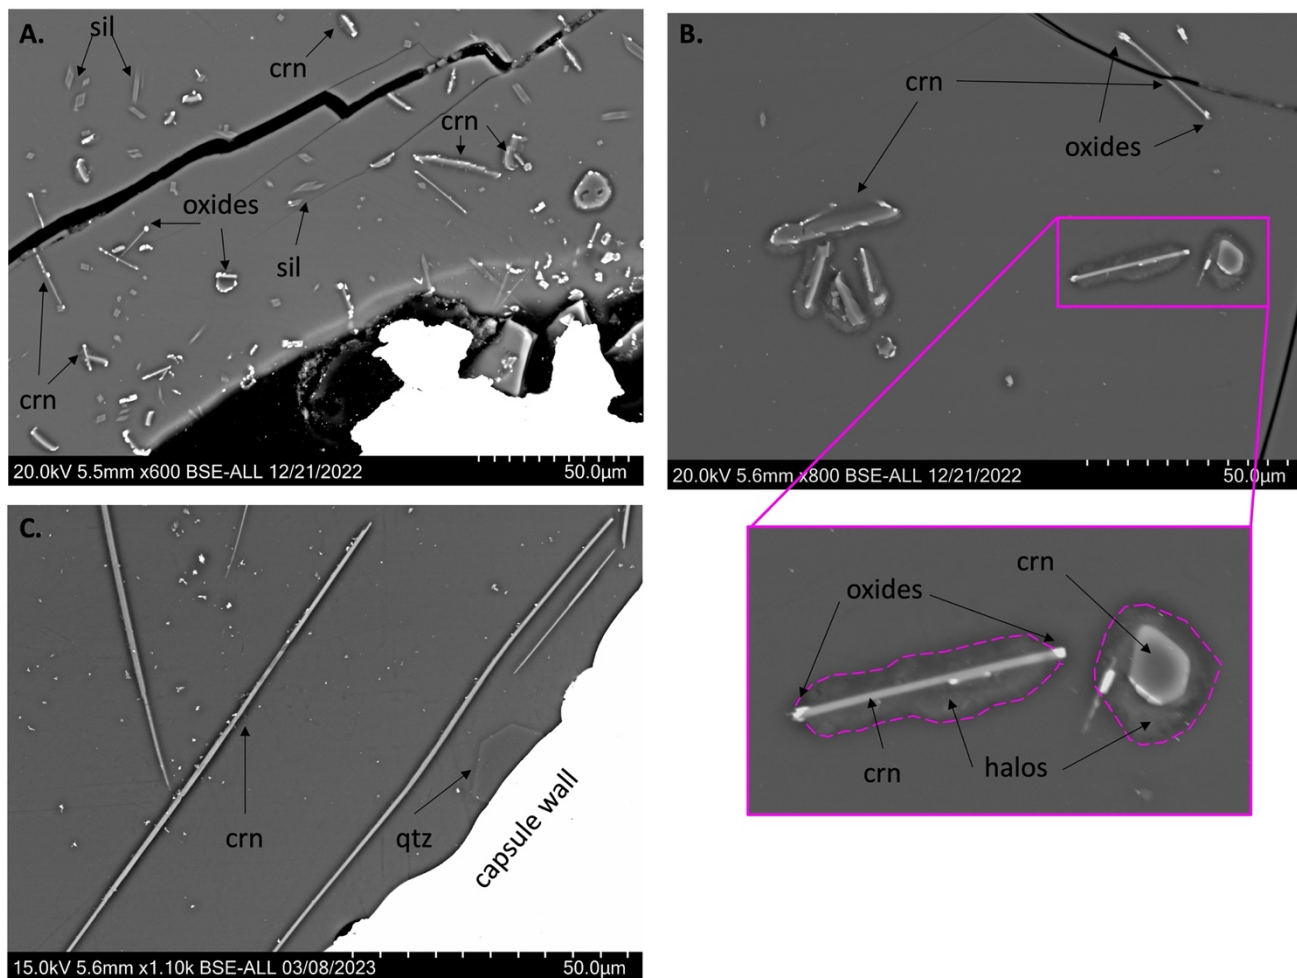 A.
sil
crn
crn
oxides
sil
crn
20.0kV 5.5mm x600 BSE-ALL 12/21/2022
50.0µm
B.
crn
oxides
oxides
20.0kV 5.6mm x800 BSE-ALL 12/21/2022
50.0µm
crn
oxides
crn
halos
C.
crn
qtz
capsule wall
15.0kV 5.6mm x1.10k BSE-ALL 03/08/2023
50.0µm